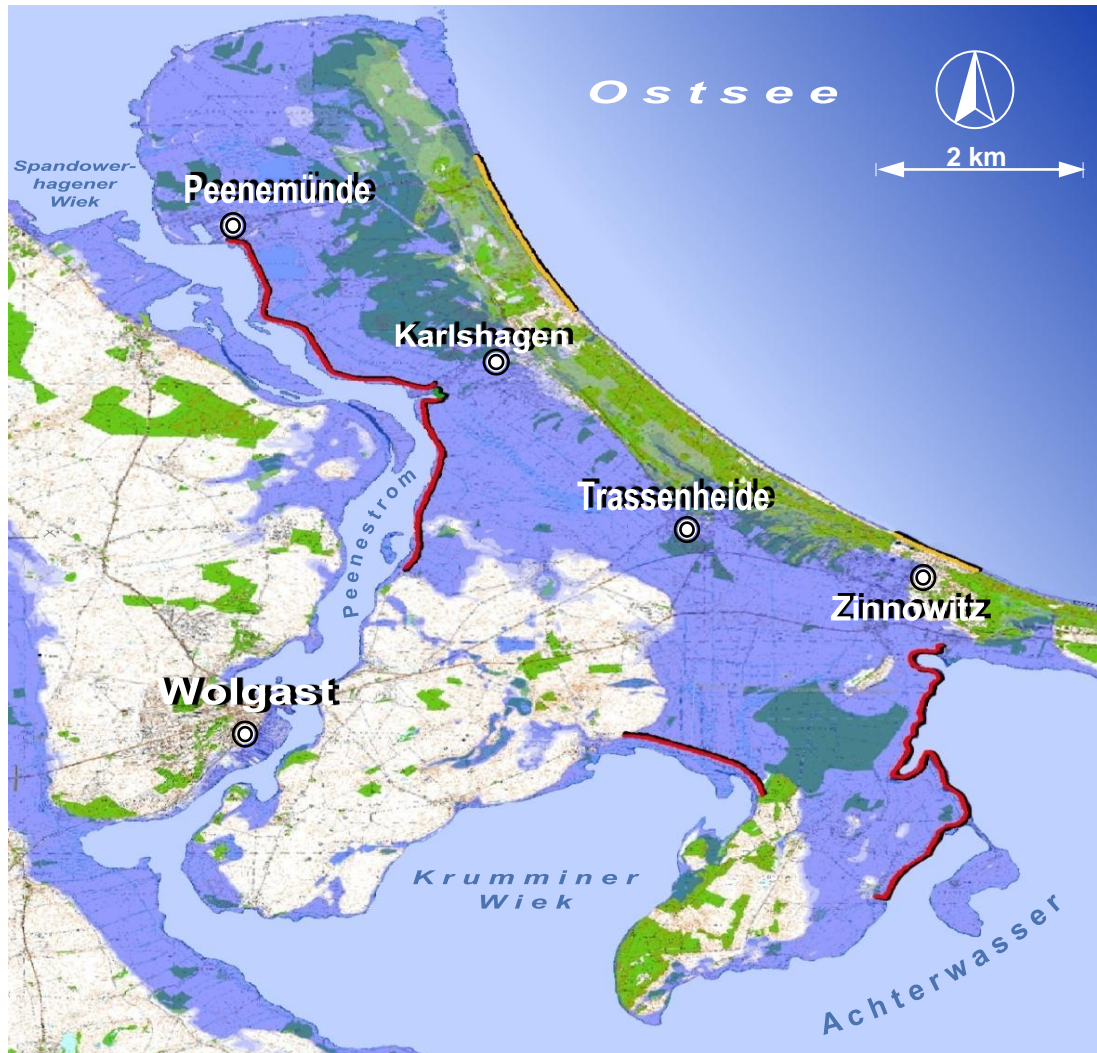 Ostsee
2 km
Spandower-
hagener
Wiek
Peenemünde
Karlshagen
Peenestrom
Trassenheide
Zinnowitz
Wolgast
Krumminer
Wiek
Achterwasser